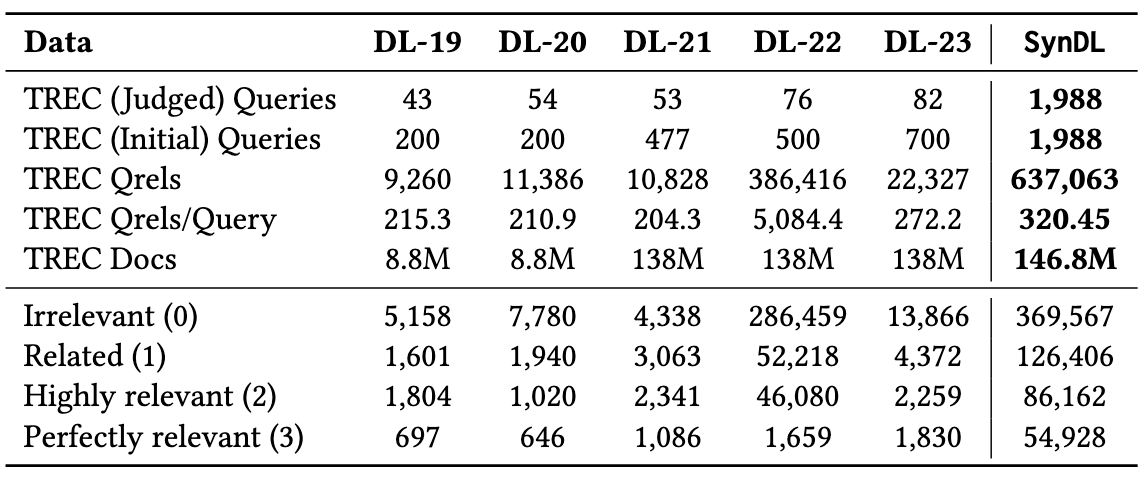 Data DL-19 DL-20 DL-21 DL-22 DL-23 SynDL
TREC (Judged) Queries 43 54 53 76 82 1,988
TREC (Initial) Queries 200 200 477 500 700 1,988
TREC Qrels 9,260 11,386 10,828 386,416 22,327 637,063
TREC Qrels/Query 215.3 210.9 204.3 5,084.4 272.2 320.45
TREC Docs 8.8M 8.8M 138M 138M 138M 146.8M
Irrelevant (0) 5,158 7,780 4,338 286,459 13,866 369,567
Related (1) 1,601 1,940 3,063 52,218 4,372 126,406
Highly relevant (2) 1,804 1,020 2,341 46,080 2,259 86,162
Perfectly relevant (3) 697 646 1,086 1,659 1,830 54,928